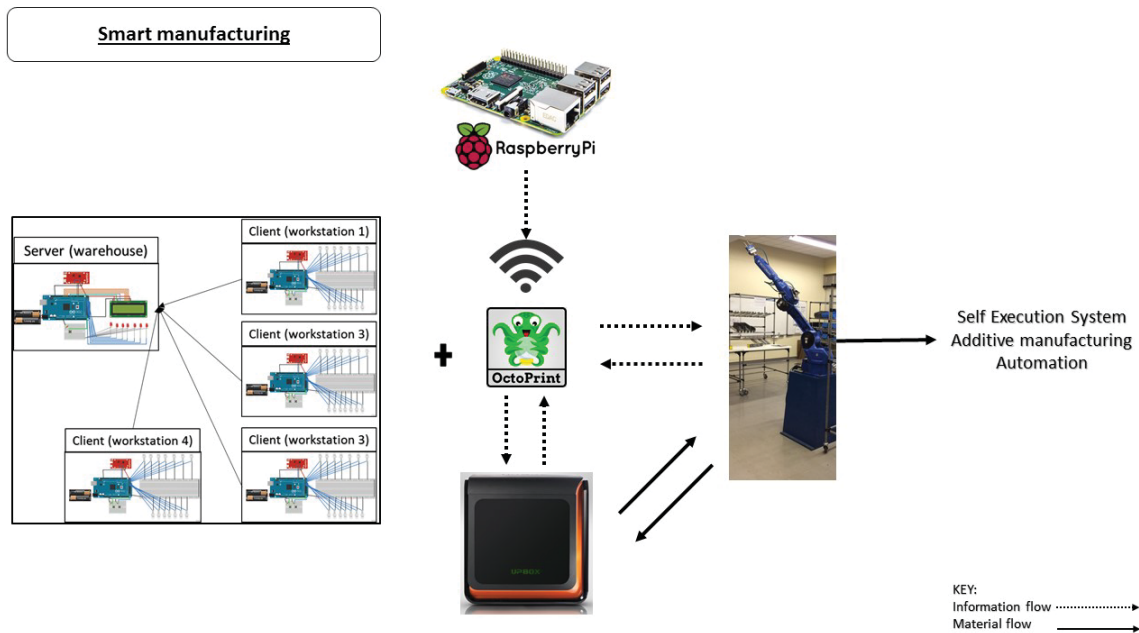 Smart manufacturing
RaspberryPi
Server (warehouse)
Client (workstation 1)
Client (workstation 3)
Client (workstation 4)
Client (workstation 3)
+
OctoPrint
UPBOX
Self Execution System
Additive manufacturing
Automation
KEY:
Information flow
Material flow